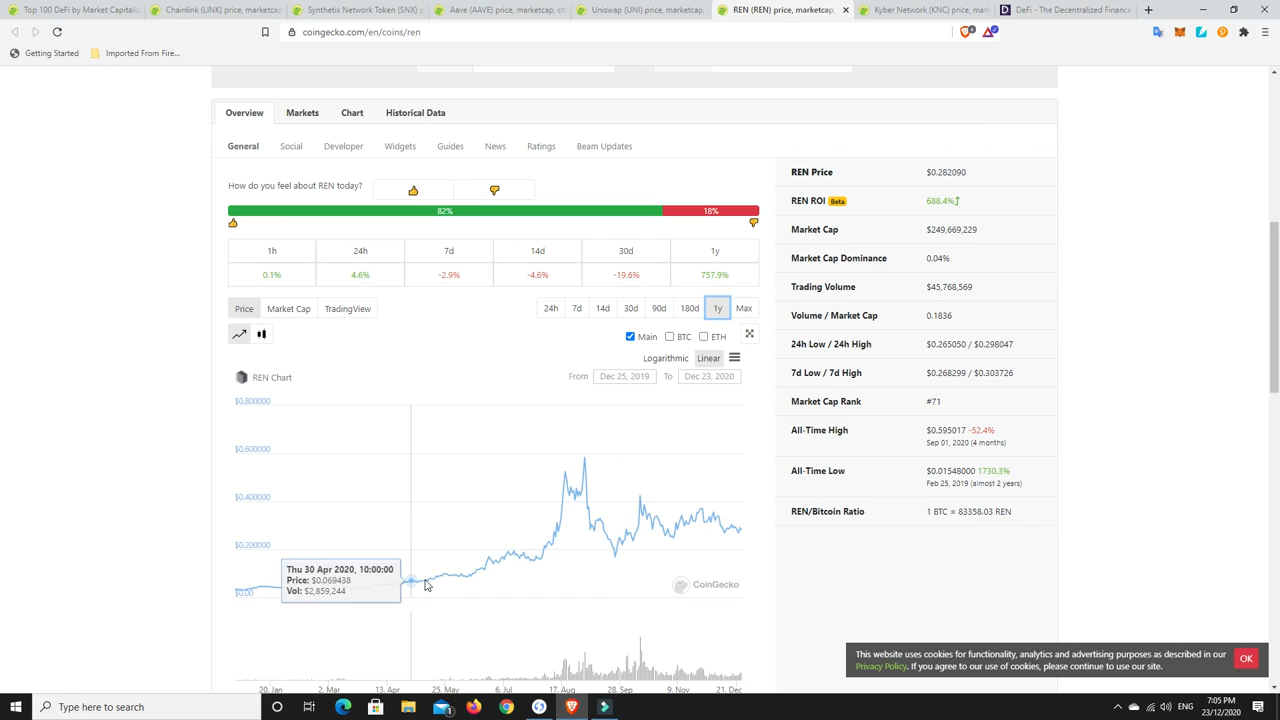 Top 100 DeFi by Market Capitaliz
Chainlink (LINK) price, marketcap
Synthetix Network Token (SNX) p
Aave (AAVE) price, marketcap, ch
Uniswap (UNI) price, marketcap,
REN (REN) price, marketcap, ch
Kyber Network (KNC) price, mark
DeFi - The Decentralized Finance
coingecko.com/en/coins/ren
Getting Started
Imported From Fire...
Overview Markets Chart Historical Data
General Social Developer Widgets Guides News Ratings Beam Updates
How do you feel about REN today?
82% 18%
1h 24h 7d 14d 30d 1y
0.1% 4.6% -2.9% -4.6% -19.6% 757.9%
Price Market Cap TradingView
24h 7d 14d 30d 90d 180d 1y Max
Main BTC ETH
Logarithmic Linear
REN Chart
From Dec 25, 2019 To Dec 23, 2020
$0.800000
$0.600000
$0.400000
$0.200000
$0.00
Thu 30 Apr 2020, 10:00:00
Price: $0.069438
Vol: $2,859,244
CoinGecko
20. Jan 2. Mar 13. Apr 25. May 6. Jul 17. Aug 28. Sep 9. Nov 21. Dec
REN Price $0.282090
REN ROI Beta 688.4%
Market Cap $249,669,229
Market Cap Dominance 0.04%
Trading Volume $45,768,569
Volume / Market Cap 0.1836
24h Low / 24h High $0.265050 / $0.298047
7d Low / 7d High $0.268299 / $0.303726
Market Cap Rank #71
All-Time High $0.595017 -52.4%
Sep 01, 2020 (4 months)
All-Time Low $0.01548000 1730.3%
Feb 25, 2019 (almost 2 years)
REN/Bitcoin Ratio 1 BTC = 83358.03 REN
This website uses cookies for functionality, analytics and advertising purposes as described in our
Privacy Policy. If you agree to our use of cookies, please continue to use our site.
OK
Type here to search
ENG
7:05 PM
23/12/2020